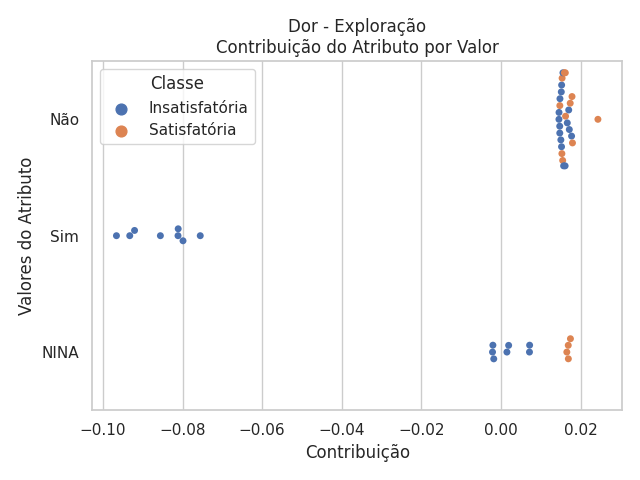 Dor - Exploração
Contribuição do Atributo por Valor
Classe
Insatisfatória
Satisfatória
Valores do Atributo
Não
Sim
NINA
−0.10 −0.08 −0.06 −0.04 −0.02 0.00 0.02
Contribuição